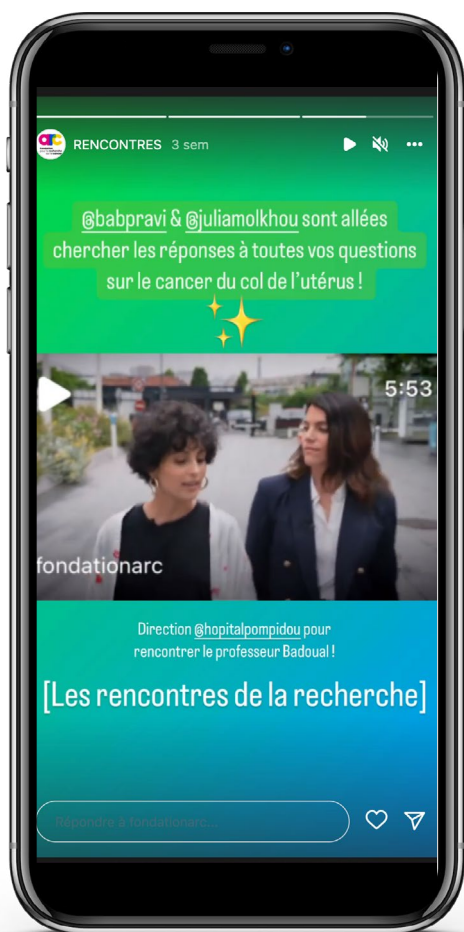 arc
RENCONTRES 3 sem
@babpravi & @juliamolkhou sont allées
chercher les réponses à toutes vos questions
sur le cancer du col de l'utérus !
5:53
fondationarc
Direction @hopitalpompidou pour
rencontrer le professeur Badoual !
[Les rencontres de la recherche]
Répondre à fondationarc...